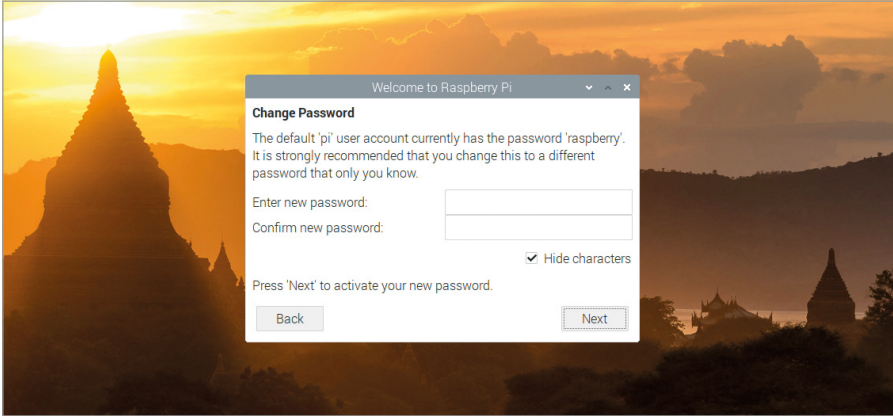 Welcome to Raspberry Pi
Change Password
The default 'pi' user account currently has the password 'raspberry'.
It is strongly recommended that you change this to a different
password that only you know.
Enter new password:
Confirm new password:
Hide characters
Press 'Next' to activate your new password.
Back Next